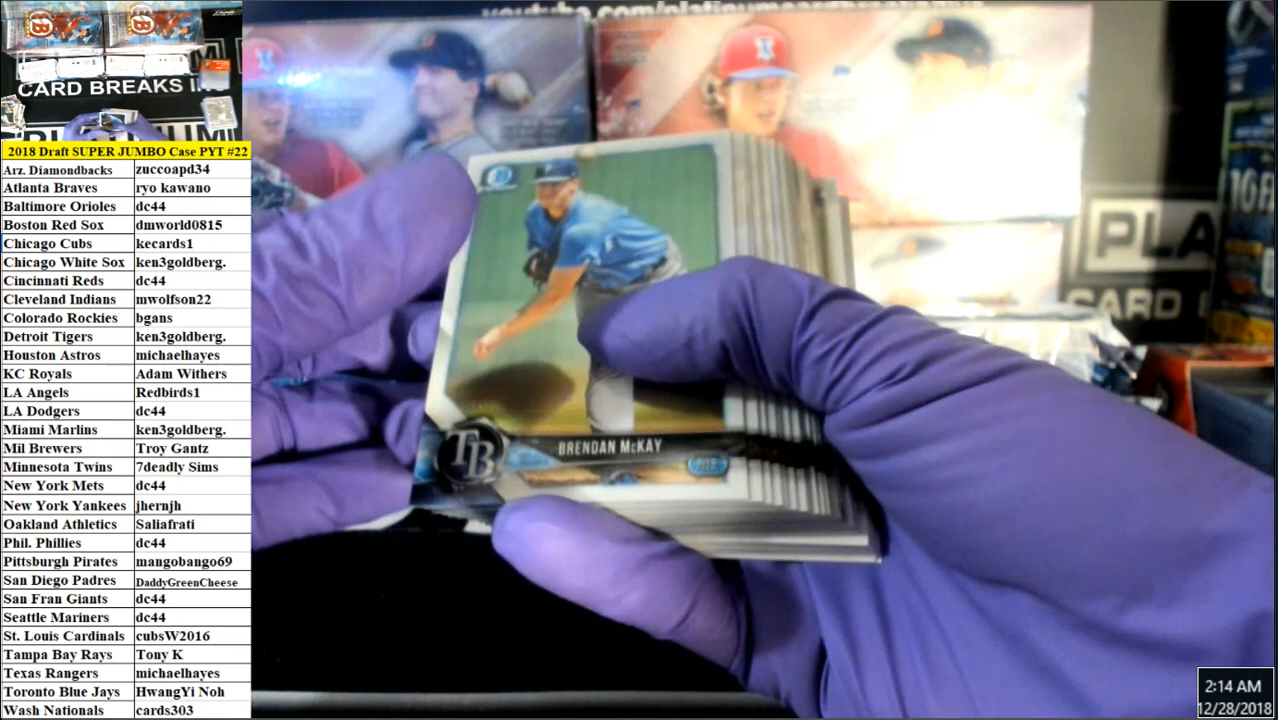 youtube.com/platinumcardbreaksinc
CARD BREAKS IN
2018 Draft SUPER JUMBO Case PYT #22
Arz. Diamondbacks zuccoapd34
Atlanta Braves ryo kawano
Baltimore Orioles dc44
Boston Red Sox dmworld0815
Chicago Cubs kecards1
Chicago White Sox ken3goldberg.
Cincinnati Reds dc44
Cleveland Indians mwolfson22
Colorado Rockies bgans
Detroit Tigers ken3goldberg.
Houston Astros michaelhayes
KC Royals Adam Withers
LA Angels Redbirds1
LA Dodgers dc44
Miami Marlins ken3goldberg.
Mil Brewers Troy Gantz
Minnesota Twins 7deadly Sims
New York Mets dc44
New York Yankees jhernjh
Oakland Athletics Saliafrati
Phil. Phillies dc44
Pittsburgh Pirates mangobango69
San Diego Padres DaddyGreenCheese
San Fran Giants dc44
Seattle Mariners dc44
St. Louis Cardinals cubsW2016
Tampa Bay Rays Tony K
Texas Rangers michaelhayes
Toronto Blue Jays HwangYi Noh
Wash Nationals cards303
TB
BRENDAN McKAY
PLA
CARD B
2:14 AM
12/28/2018